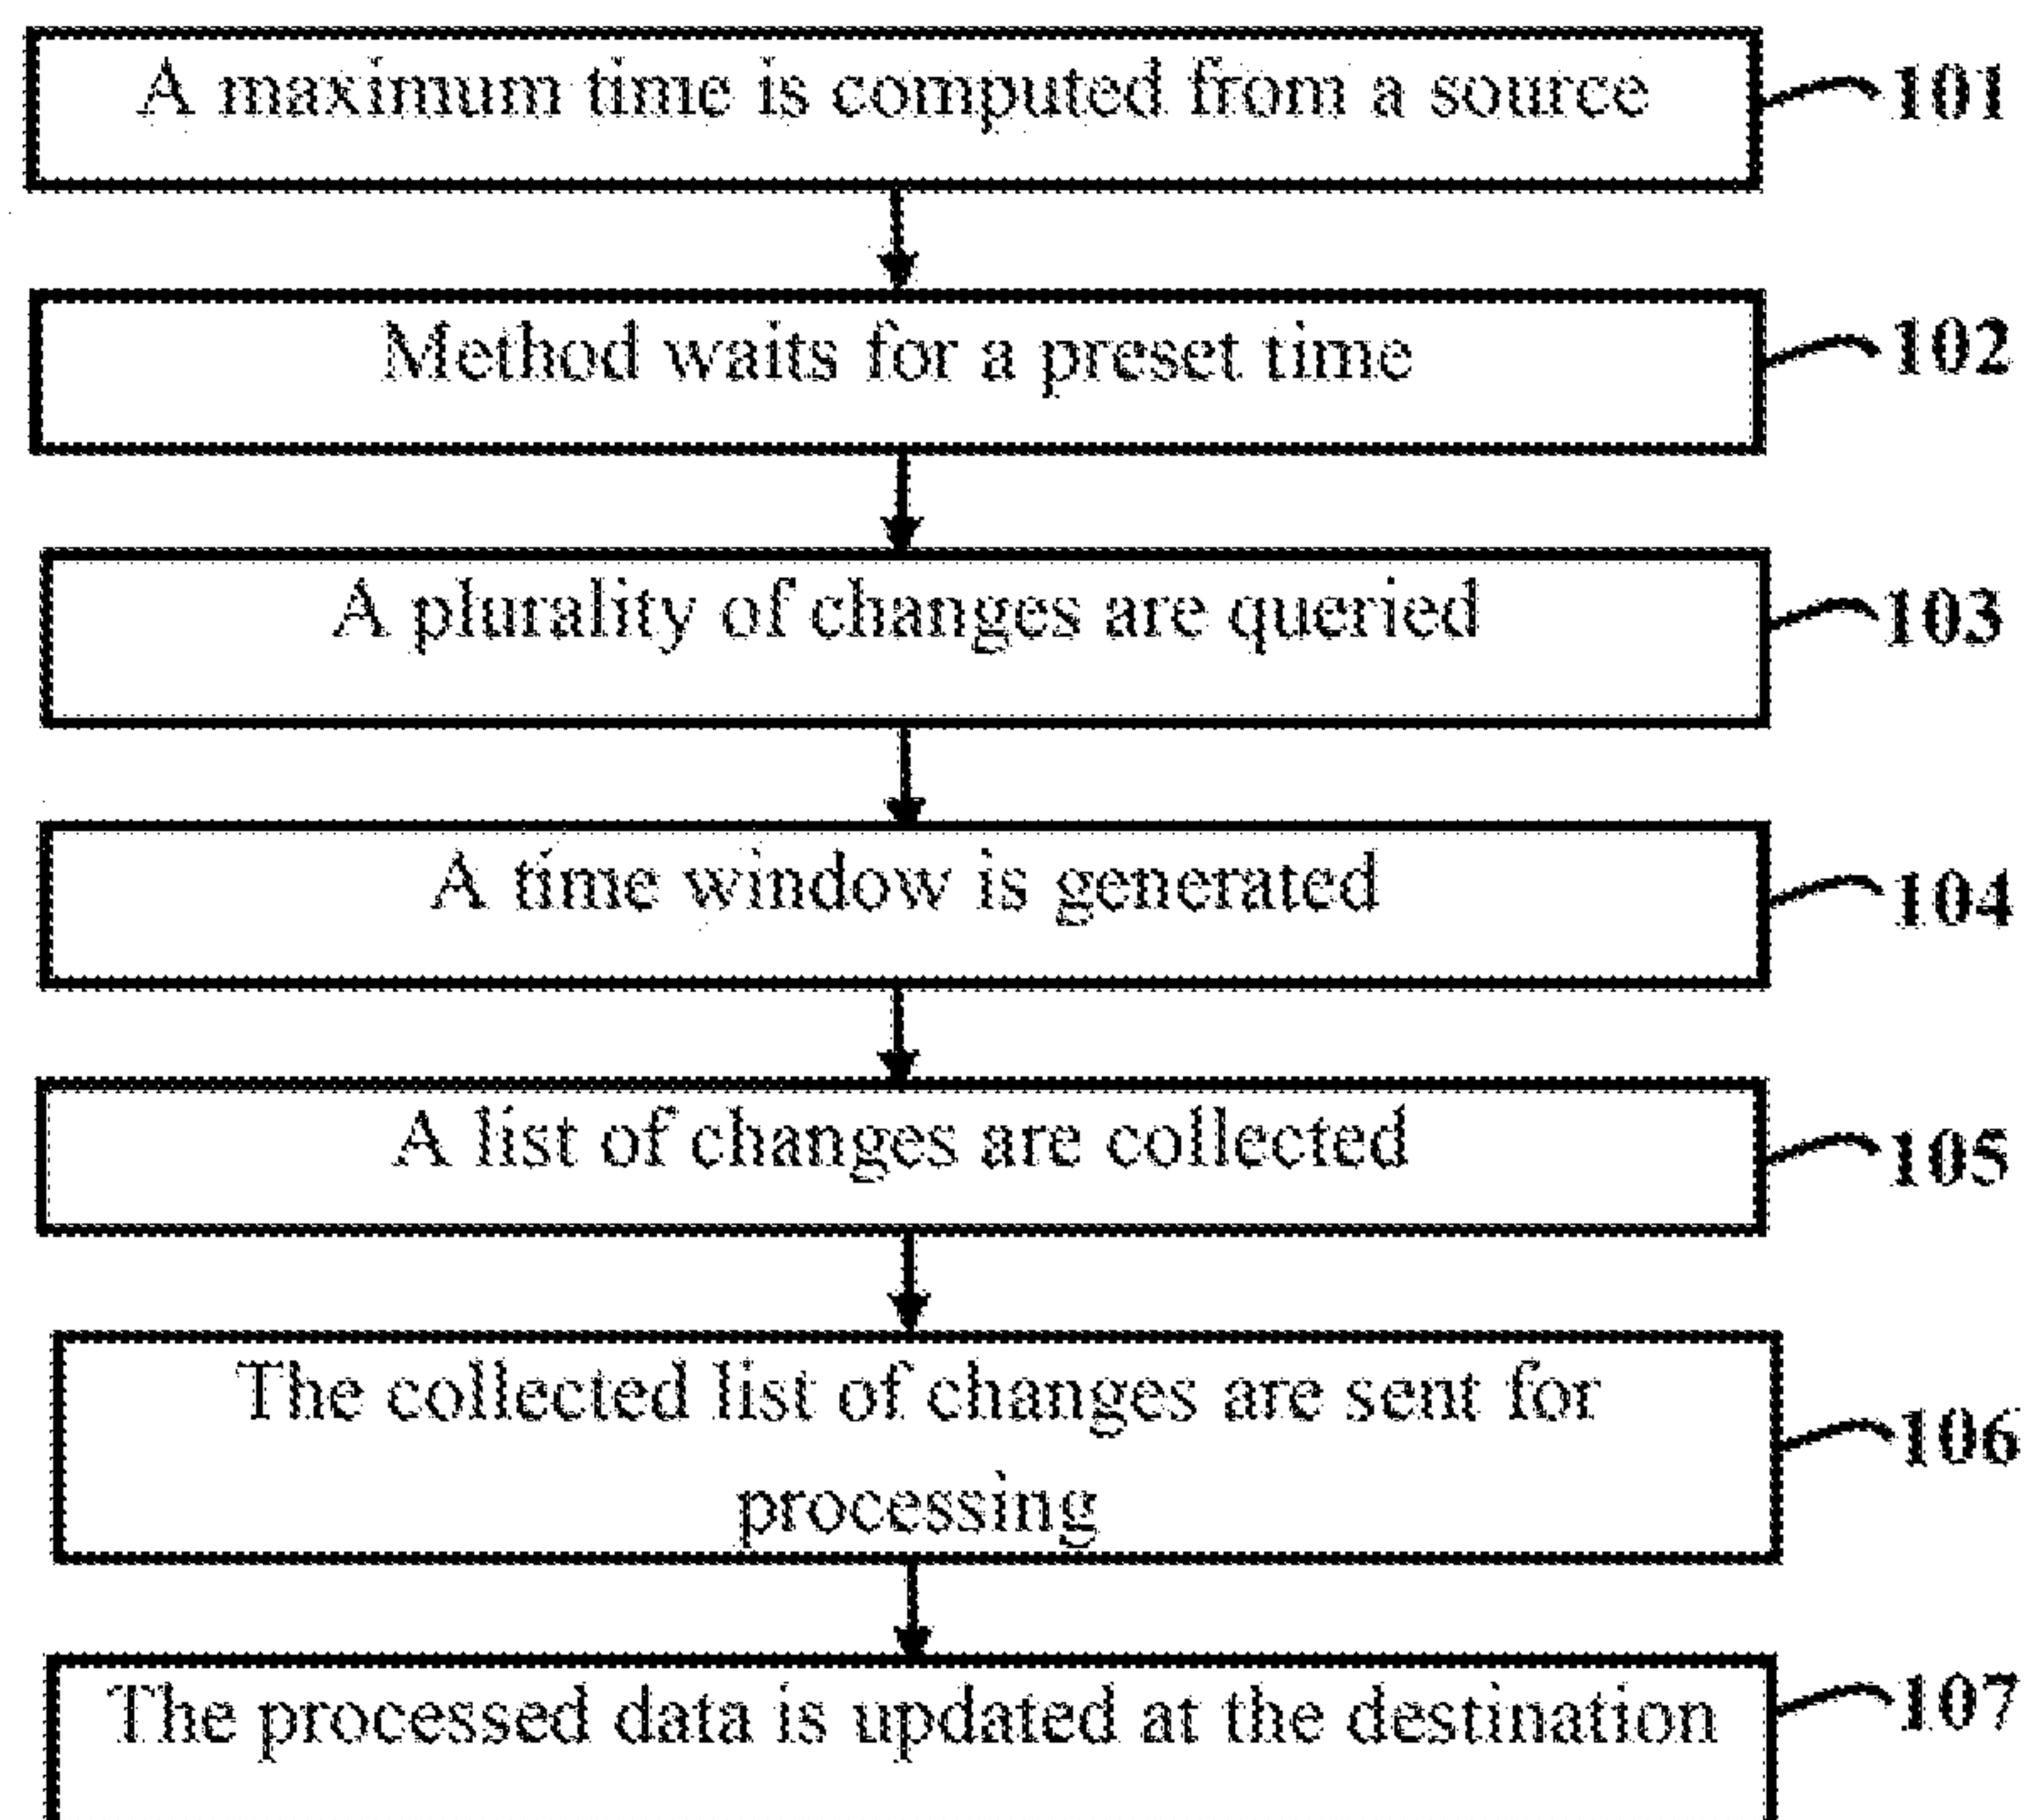 A maximum time is computed from a source
101
Method waits for a preset time
102
A plurality of changes are queried
103
A time window is generated
104
A list of changes are collected
105
The collected list of changes are sent for
processing
106
The processed data is updated at the destination
107